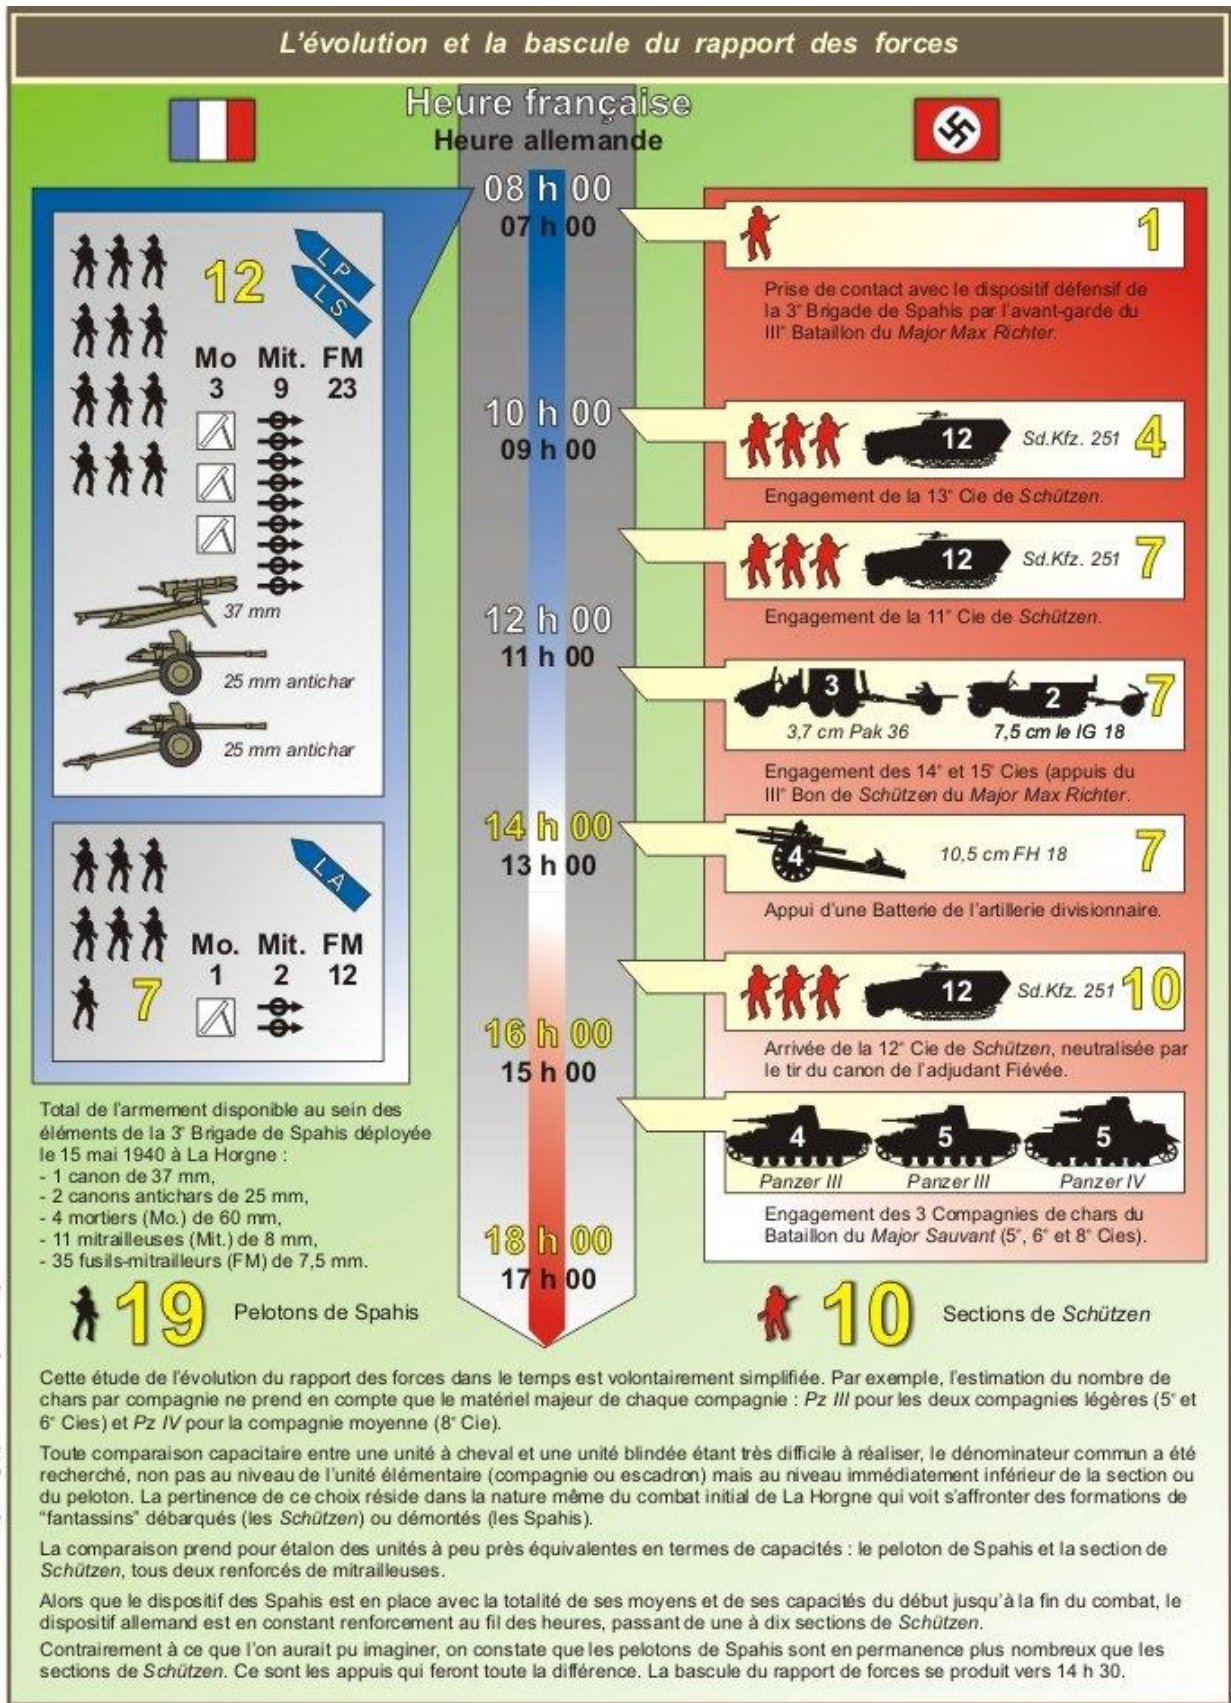 L'évolution et la bascule du rapport des forces
Heure française
Heure allemande
08 h 00
07 h 00
10 h 00
09 h 00
12 h 00
11 h 00
14 h 00
13 h 00
16 h 00
15 h 00
18 h 00
17 h 00
12
LP
LS
Mo Mit. FM
3 9 23
37 mm
25 mm antichar
25 mm antichar
LA
Mo. Mit. FM
1 2 12
7
Total de l'armement disponible au sein des
éléments de la 3e Brigade de Spahis déployée
le 15 mai 1940 à La Horgne :
- 1 canon de 37 mm,
- 2 canons antichars de 25 mm,
- 4 mortiers (Mo.) de 60 mm,
- 11 mitrailleuses (Mit.) de 8 mm,
- 35 fusils-mitrailleurs (FM) de 7,5 mm.
19 Pelotons de Spahis
1
Prise de contact avec le dispositif défensif de
la 3e Brigade de Spahis par l'avant-garde du
IIIe Bataillon du Major Max Richter.
12 Sd.Kfz. 251 4
Engagement de la 13e Cie de Schützen.
12 Sd.Kfz. 251 7
Engagement de la 11e Cie de Schützen.
3 2 7
3,7 cm Pak 36 7,5 cm le IG 18
Engagement des 14e et 15e Cies (appuis du
IIIe Bon de Schützen du Major Max Richter.
4 10,5 cm FH 18 7
Appui d'une Batterie de l'artillerie divisionnaire.
12 Sd.Kfz. 251 10
Arrivée de la 12e Cie de Schützen, neutralisée par
le tir du canon de l'adjudant Fiévée.
4 5 5
Panzer III Panzer III Panzer IV
Engagement des 3 Compagnies de chars du
Bataillon du Major Sauvant (5e, 6e et 8e Cies).
10 Sections de Schützen
Cette étude de l'évolution du rapport des forces dans le temps est volontairement simplifiée. Par exemple, l'estimation du nombre de
chars par compagnie ne prend en compte que le matériel majeur de chaque compagnie : Pz III pour les deux compagnies légères (5e et
6e Cies) et Pz IV pour la compagnie moyenne (8e Cie).
Toute comparaison capacitaire entre une unité à cheval et une unité blindée étant très difficile à réaliser, le dénominateur commun a été
recherché, non pas au niveau de l'unité élémentaire (compagnie ou escadron) mais au niveau immédiatement inférieur de la section ou
du peloton. La pertinence de ce choix réside dans la nature même du combat initial de La Horgne qui voit s'affronter des formations de
"fantassins" débarqués (les Schützen) ou démontés (les Spahis).
La comparaison prend pour étalon des unités à peu près équivalentes en termes de capacités : le peloton de Spahis et la section de
Schützen, tous deux renforcés de mitrailleuses.
Alors que le dispositif des Spahis est en place avec la totalité de ses moyens et de ses capacités du début jusqu'à la fin du combat, le
dispositif allemand est en constant renforcement au fil des heures, passant de une à dix sections de Schützen.
Contrairement à ce que l'on aurait pu imaginer, on constate que les pelotons de Spahis sont en permanence plus nombreux que les
sections de Schützen. Ce sont les appuis qui feront toute la différence. La bascule du rapport de forces se produit vers 14 h 30.